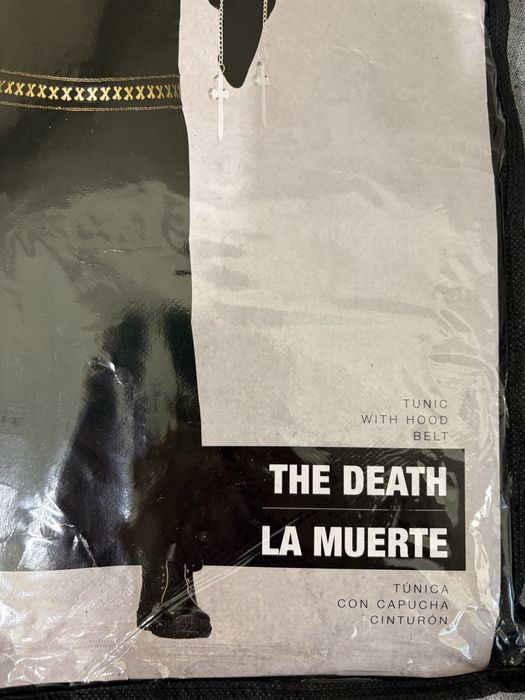 TUNIC
WITH HOOD
BELT
THE DEATH
LA MUERTE
TÚNICA
CON CAPUCHA
CINTURÓN